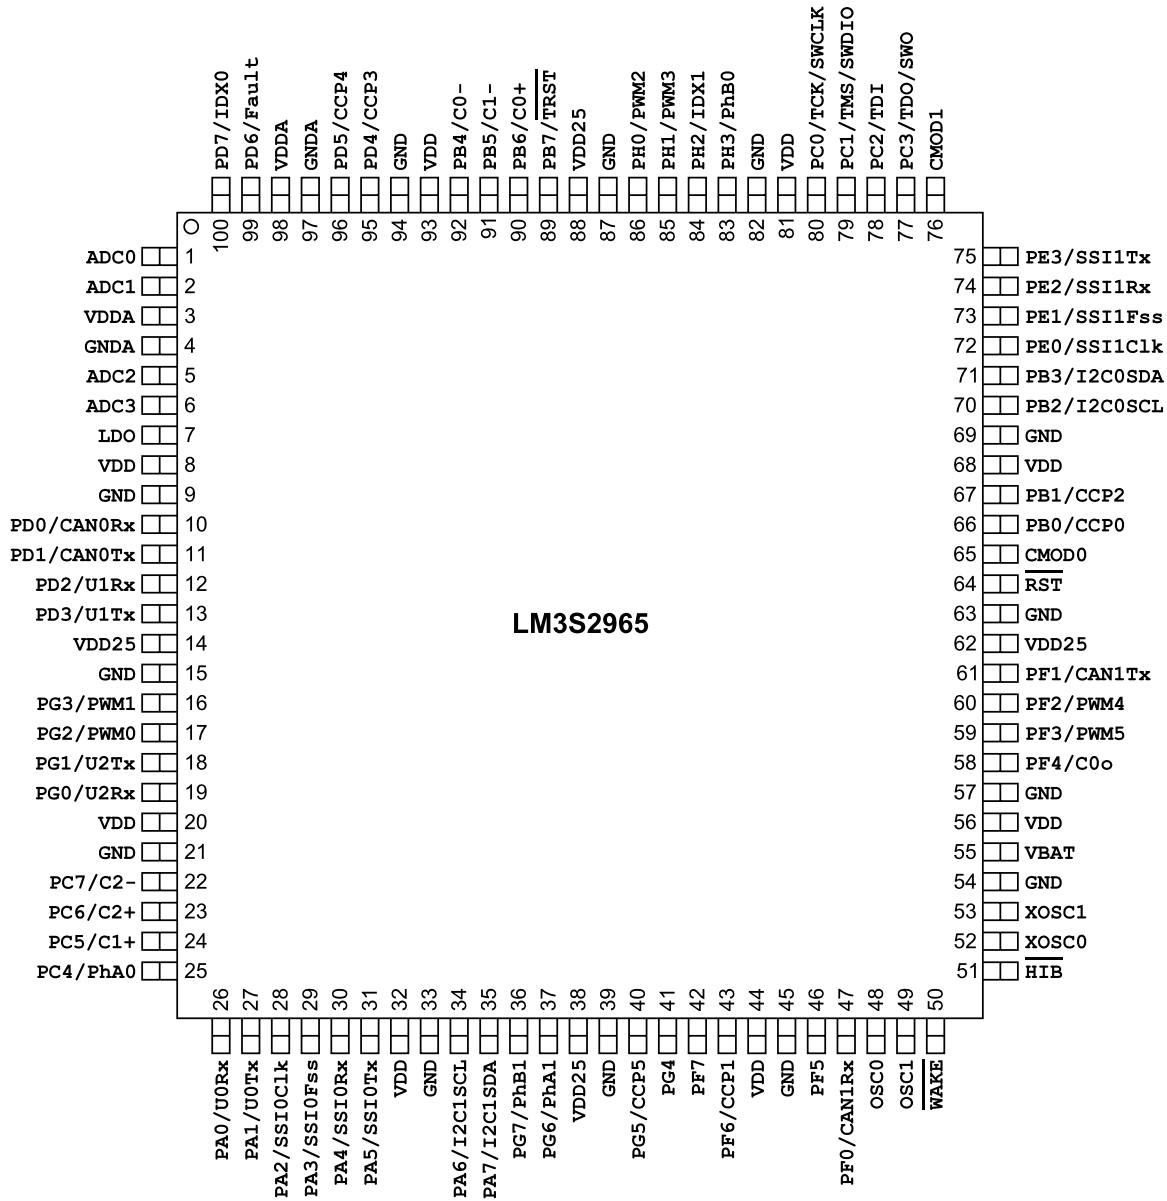 PD7/IDX0
PD6/Fault
VDDA
GNDA
PD5/CCP4
PD4/CCP3
GND
VDD
PB4/C0-
PB5/C1-
PB6/C0+
PB7/TRST
VDD25
GND
PH0/PWM2
PH1/PWM3
PH2/IDX1
PH3/PhB0
GND
VDD
PC0/TCK/SWCLK
PC1/TMS/SWDIO
PC2/TDI
PC3/TDO/SWO
CMOD1
100
99
98
97
96
95
94
93
92
91
90
89
88
87
86
85
84
83
82
81
80
79
78
77
76
ADC0 1
ADC1 2
VDDA 3
GNDA 4
ADC2 5
ADC3 6
LDO 7
VDD 8
GND 9
PD0/CAN0Rx 10
PD1/CAN0Tx 11
PD2/U1Rx 12
PD3/U1Tx 13
VDD25 14
GND 15
PG3/PWM1 16
PG2/PWM0 17
PG1/U2Tx 18
PG0/U2Rx 19
VDD 20
GND 21
PC7/C2- 22
PC6/C2+ 23
PC5/C1+ 24
PC4/PhA0 25
LM3S2965
75 PE3/SSI1Tx
74 PE2/SSI1Rx
73 PE1/SSI1Fss
72 PE0/SSI1Clk
71 PB3/I2C0SDA
70 PB2/I2C0SCL
69 GND
68 VDD
67 PB1/CCP2
66 PB0/CCP0
65 CMOD0
64 RST
63 GND
62 VDD25
61 PF1/CAN1Tx
60 PF2/PWM4
59 PF3/PWM5
58 PF4/C0o
57 GND
56 VDD
55 VBAT
54 GND
53 XOSC1
52 XOSC0
51 HIB
26
27
28
29
30
31
32
33
34
35
36
37
38
39
40
41
42
43
44
45
46
47
48
49
50
PA0/U0Rx
PA1/U0Tx
PA2/SSI0Clk
PA3/SSI0Fss
PA4/SSI0Rx
PA5/SSI0Tx
VDD
GND
PA6/I2C1SCL
PA7/I2C1SDA
PG7/PhB1
PG6/PhA1
VDD25
GND
PG5/CCP5
PG4
PF7
PF6/CCP1
VDD
GND
PF5
PF0/CAN1Rx
OSC0
OSC1
WAKE